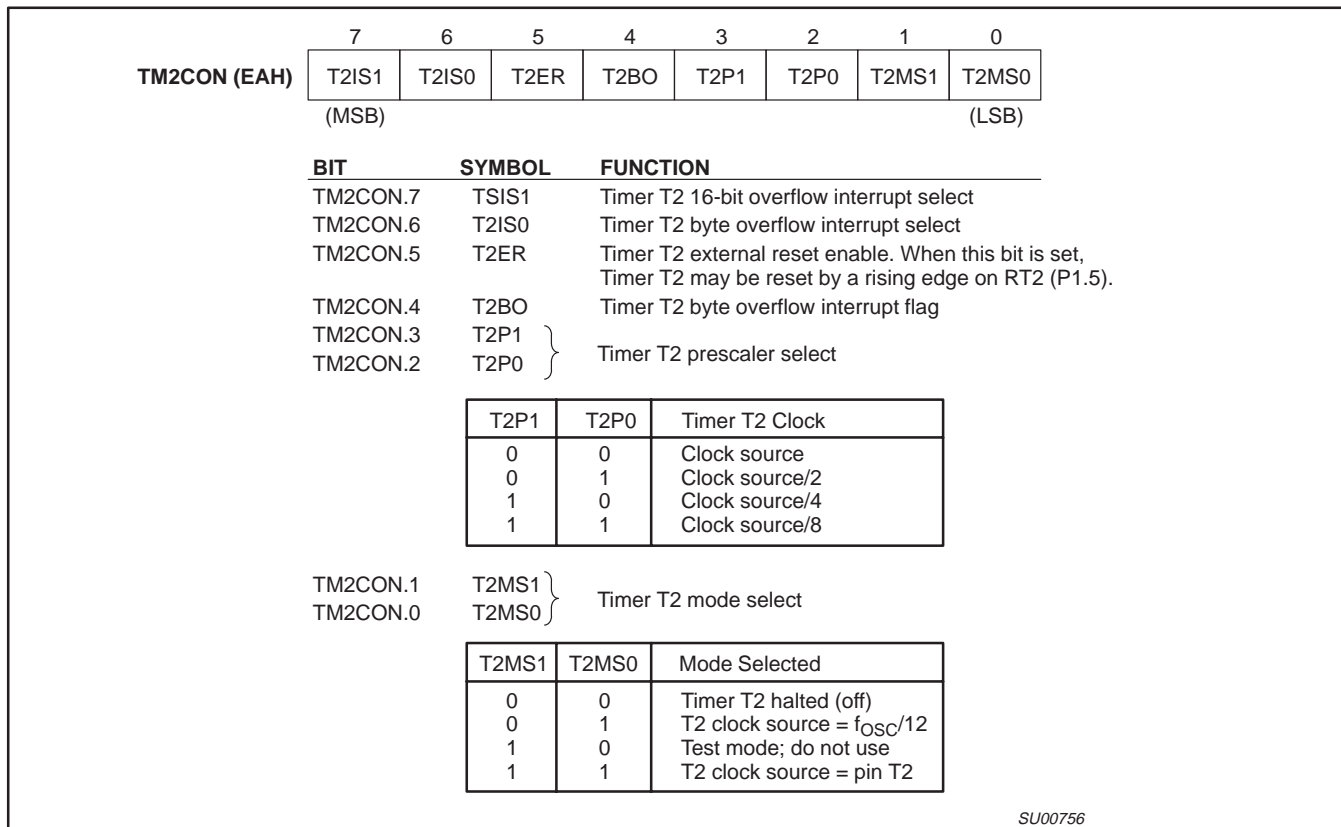 7 6 5 4 3 2 1 0
TM2CON (EAH) T2IS1 T2IS0 T2ER T2BO T2P1 T2P0 T2MS1 T2MS0
(MSB) (LSB)
BIT SYMBOL FUNCTION
TM2CON.7 TSIS1 Timer T2 16-bit overflow interrupt select
TM2CON.6 T2IS0 Timer T2 byte overflow interrupt select
TM2CON.5 T2ER Timer T2 external reset enable. When this bit is set,
Timer T2 may be reset by a rising edge on RT2 (P1.5).
TM2CON.4 T2BO Timer T2 byte overflow interrupt flag
TM2CON.3 T2P1
Timer T2 prescaler select
TM2CON.2 T2P0
T2P1 T2P0 Timer T2 Clock
0 0 Clock source
0 1 Clock source/2
1 0 Clock source/4
1 1 Clock source/8
TM2CON.1 T2MS1
Timer T2 mode select
TM2CON.0 T2MS0
T2MS1 T2MS0 Mode Selected
0 0 Timer T2 halted (off)
0 1 T2 clock source = fOSC/12
1 0 Test mode; do not use
1 1 T2 clock source = pin T2
SU00756